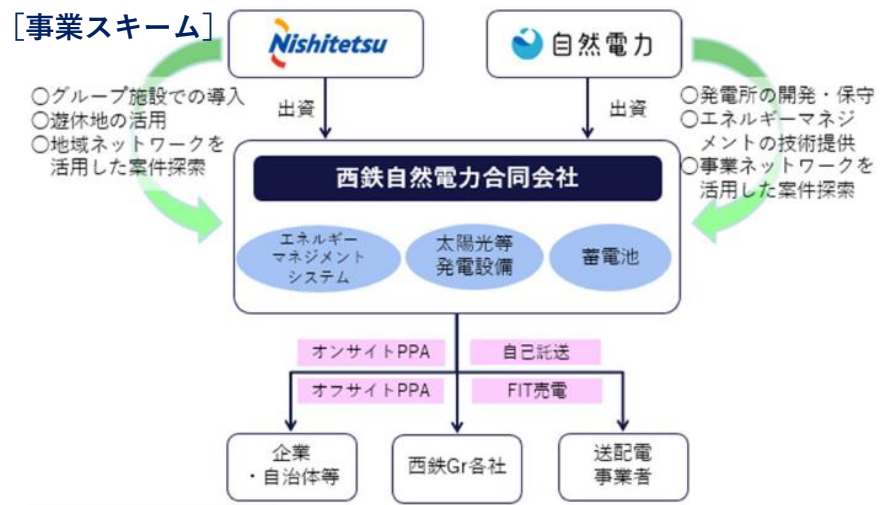 [事業スキーム]
Nishitetsu
自然電力
○グループ施設での導入
○遊休地の活用
○地域ネットワークを
活用した案件探索
出資
出資
○発電所の開発・保守
○エネルギーマネジ
メントの技術提供
○事業ネットワークを
活用した案件探索
西鉄自然電力合同会社
エネルギー
マネジメント
システム
太陽光等
発電設備
蓄電池
オンサイトPPA
自己託送
オフサイトPPA
FIT売電
企業
・自治体等
西鉄Gr各社
送配電
事業者